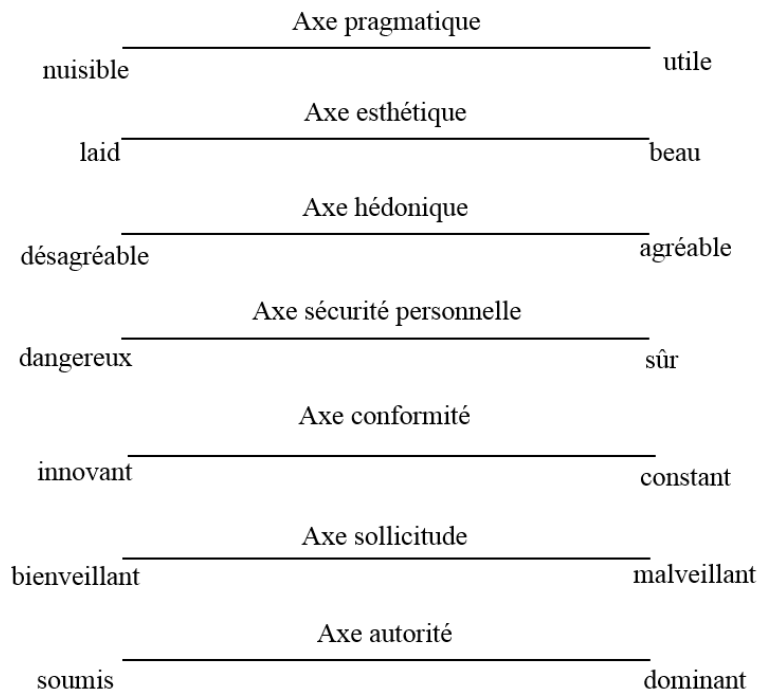 Axe pragmatique
nuisible utile
Axe esthétique
laid beau
Axe hédonique
désagréable agréable
Axe sécurité personnelle
dangereux sûr
Axe conformité
innovant constant
Axe sollicitude
bienveillant malveillant
Axe autorité
soumis dominant